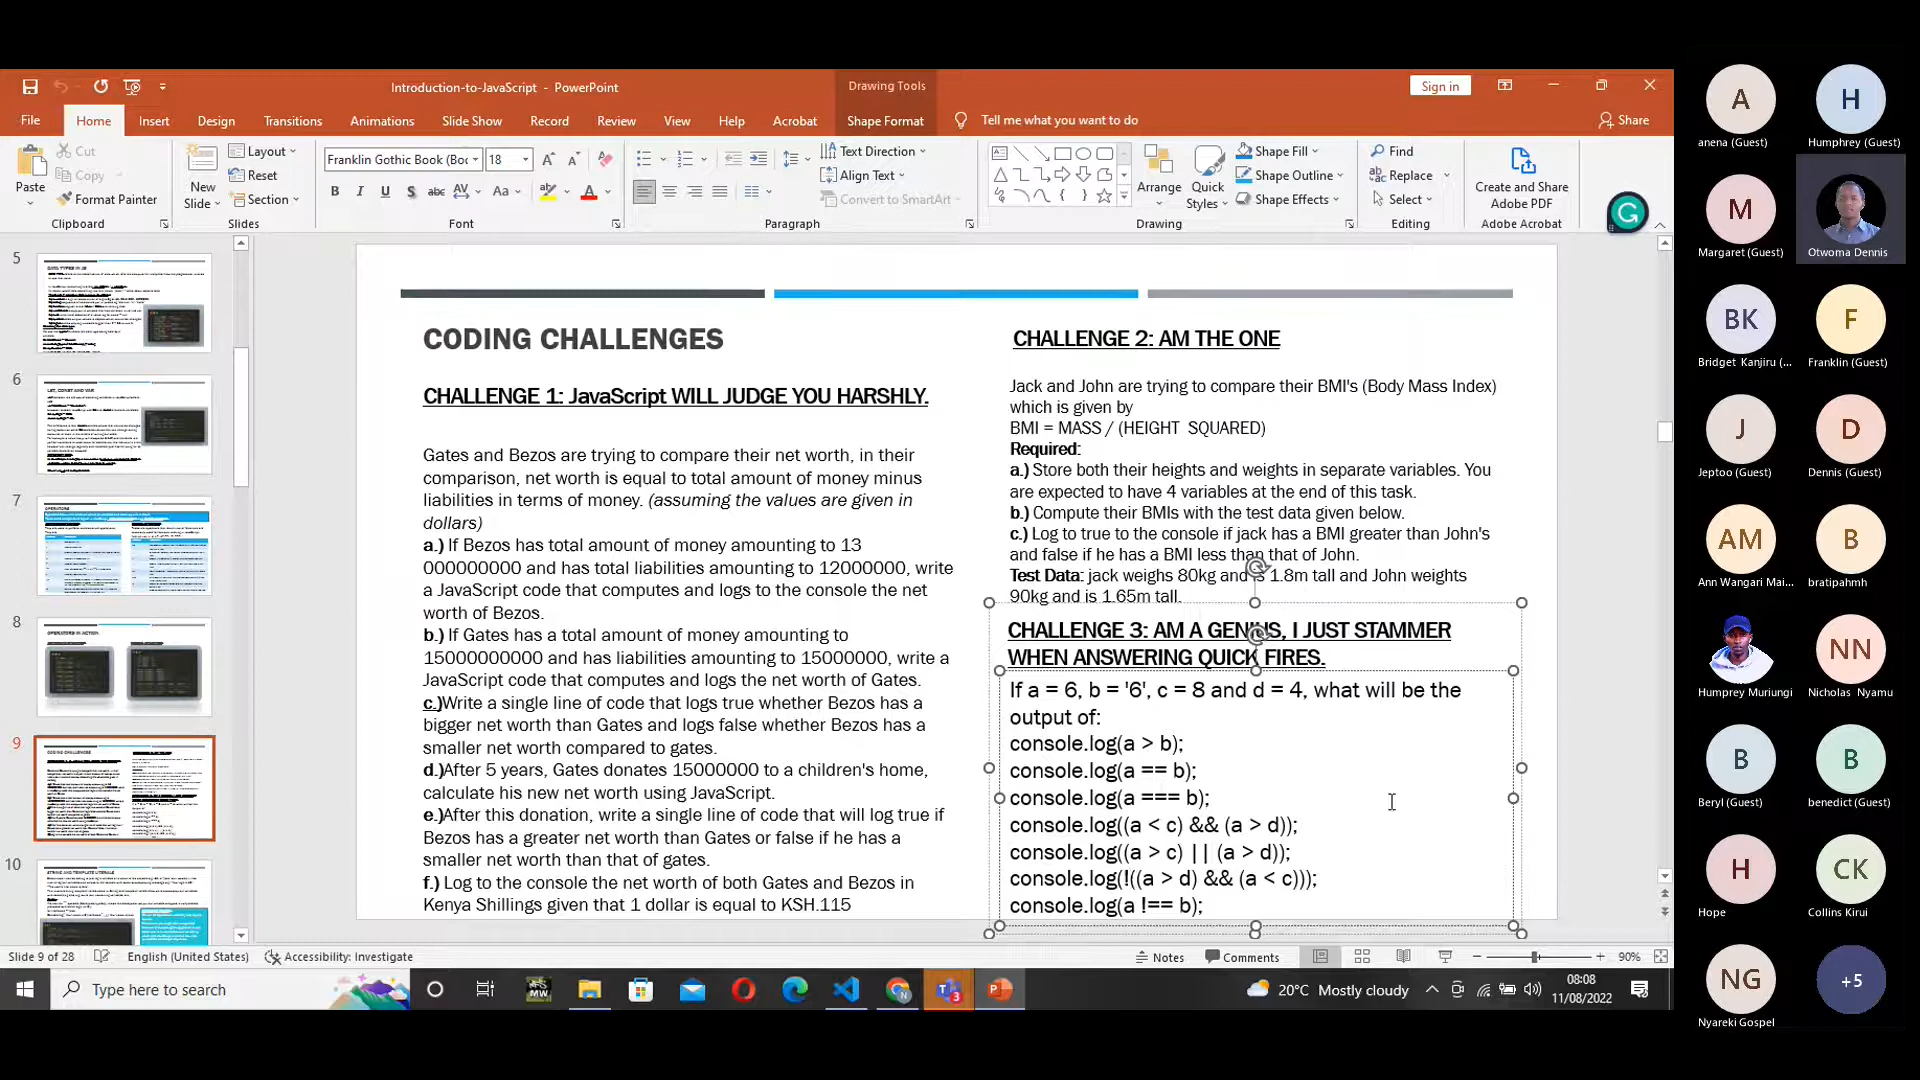 Introduction-to-JavaScript - PowerPoint
Drawing Tools
Sign in
File
Home
Insert
Design
Transitions
Animations
Slide Show
Record
Review
View
Help
Acrobat
Shape Format
Tell me what you want to do
Share
Paste
Cut
Copy
Format Painter
Clipboard
New Slide
Layout
Reset
Section
Slides
Franklin Gothic Book (Boc
18
Font
Text Direction
Align Text
Convert to SmartArt
Paragraph
Arrange
Quick Styles
Shape Fill
Shape Outline
Shape Effects
Drawing
Find
Replace
Select
Editing
Create and Share
Adobe PDF
Adobe Acrobat
5
6
7
8
9
10
CODING CHALLENGES
CHALLENGE 1: JavaScript WILL JUDGE YOU HARSHLY.
Gates and Bezos are trying to compare their net worth, in their
comparison, net worth is equal to total amount of money minus
liabilities in terms of money. (assuming the values are given in
dollars)
a.) If Bezos has total amount of money amounting to 13
000000000 and has total liabilities amounting to 12000000, write
a JavaScript code that computes and logs to the console the net
worth of Bezos.
b.) If Gates has a total amount of money amounting to
15000000000 and has liabilities amounting to 15000000, write a
JavaScript code that computes and logs the net worth of Gates.
c.)Write a single line of code that logs true whether Bezos has a
bigger net worth than Gates and logs false whether Bezos has a
smaller net worth compared to gates.
d.)After 5 years, Gates donates 15000000 to a children's home,
calculate his new net worth using JavaScript.
e.)After this donation, write a single line of code that will log true if
Bezos has a greater net worth than Gates or false if he has a
smaller net worth than that of gates.
f.) Log to the console the net worth of both Gates and Bezos in
Kenya Shillings given that 1 dollar is equal to KSH.115
CHALLENGE 2: AM THE ONE
Jack and John are trying to compare their BMI's (Body Mass Index)
which is given by
BMI = MASS / (HEIGHT SQUARED)
Required:
a.) Store both their heights and weights in separate variables. You
are expected to have 4 variables at the end of this task.
b.) Compute their BMIs with the test data given below.
c.) Log to true to the console if jack has a BMI greater than John's
and false if he has a BMI less than that of John.
Test Data: jack weighs 80kg and is 1.8m tall and John weights
90kg and is 1.65m tall.
CHALLENGE 3: AM A GENIUS, I JUST STAMMER
WHEN ANSWERING QUICK FIRES.
If a = 6, b = '6', c = 8 and d = 4, what will be the
output of:
console.log(a > b);
console.log(a == b);
console.log(a === b);
console.log((a < c) && (a > d));
console.log((a > c) || (a > d));
console.log(!((a > d) && (a < c)));
console.log(a !== b);
Slide 9 of 28
English (United States)
Accessibility: Investigate
Notes
Comments
90%
Type here to search
20°C Mostly cloudy
08:08
11/08/2022
A
anena (Guest)
H
Humphrey (Guest)
M
Margaret (Guest)
Otwoma Dennis
BK
Bridget Kanjiru (...
F
Franklin (Guest)
J
Jeptoo (Guest)
D
Dennis (Guest)
AM
Ann Wangari Mai...
B
bratipahmh
Humprey Muriungi
NN
Nicholas Nyamu
B
Beryl (Guest)
B
benedict (Guest)
H
Hope
CK
Collins Kirui
NG
Nyareki Gospel
+5